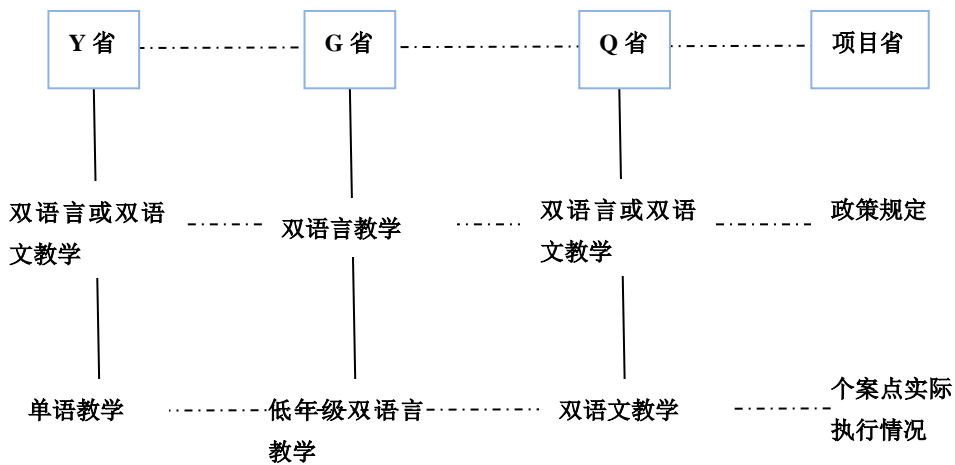 Y 省
G 省
Q 省
项目省
双语言或双语
文教学
双语言教学
双语言或双语
文教学
政策规定
单语教学
低年级双语言
教学
双语文教学
个案点实际
执行情况